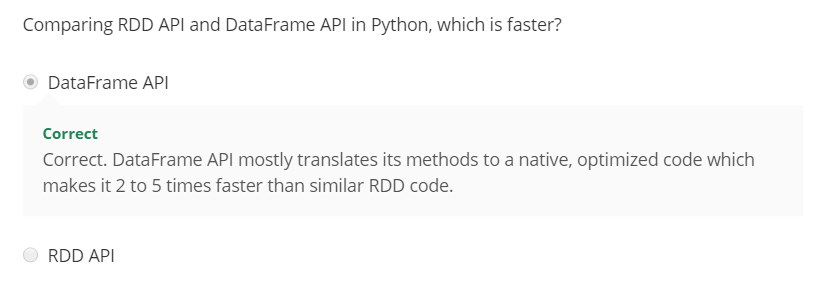 Comparing RDD API and DataFrame API in Python, which is faster?
DataFrame API
Correct
Correct. DataFrame API mostly translates its methods to a native, optimized code which
makes it 2 to 5 times faster than similar RDD code.
RDD API